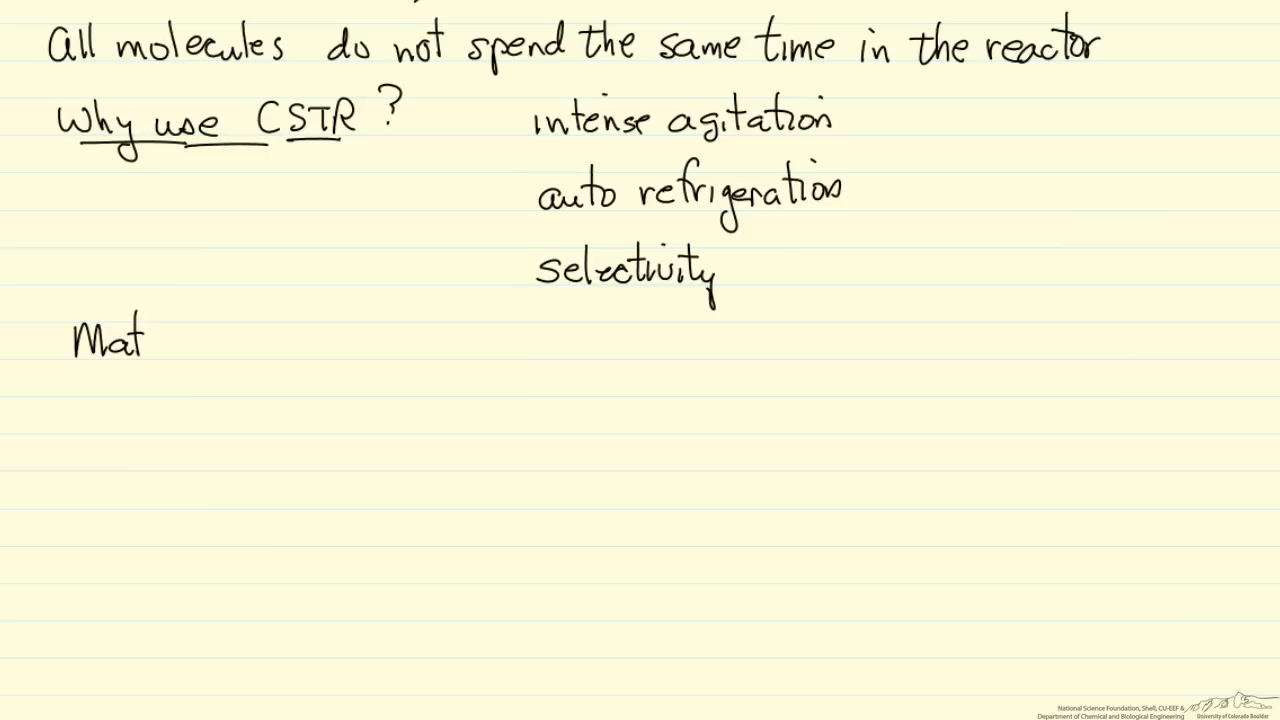 All molecules do not spend the same time in the reactor
Why use CSTR ? intense agitation
auto refrigeration
selectivity
Mat
National Science Foundation, Shell, CU-EEF &
Department of Chemical and Biological Engineering
University of Colorado Boulder